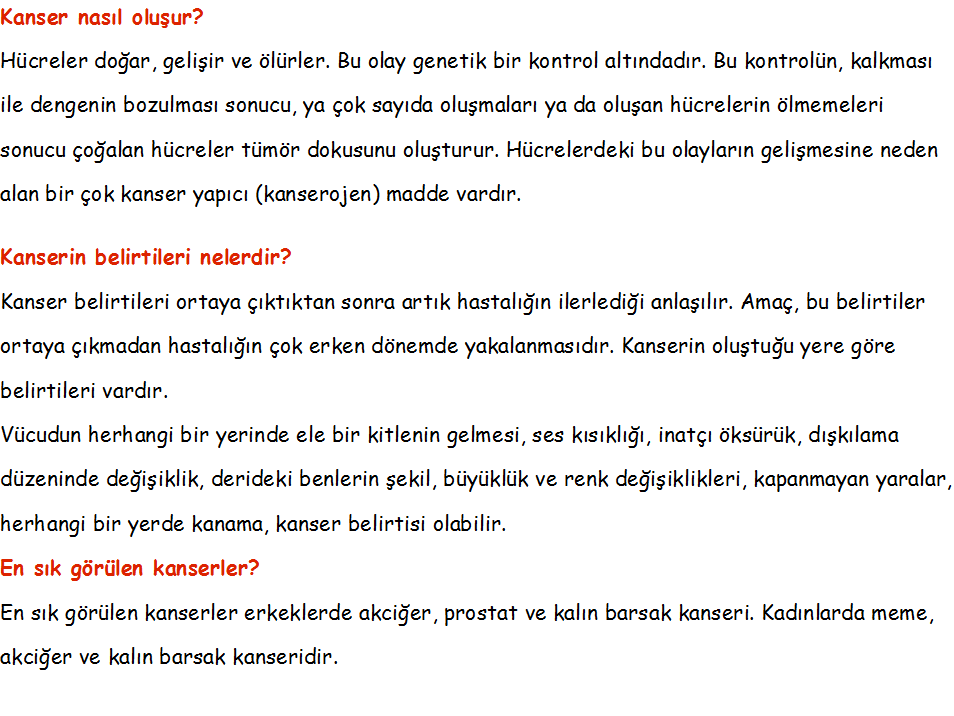 Kanser nasıl oluşur?
Hücreler doğar, gelişir ve ölürler. Bu olay genetik bir kontrol altındadır. Bu kontrolün, kalkması
ile dengenin bozulması sonucu, ya çok sayıda oluşmaları ya da oluşan hücrelerin ölmemeleri
sonucu çoğalan hücreler tümör dokusunu oluşturur. Hücrelerdeki bu olayların gelişmesine neden
alan bir çok kanser yapıcı (kanserojen) madde vardır.
Kanserin belirtileri nelerdir?
Kanser belirtileri ortaya çıktıktan sonra artık hastalığın ilerlediği anlaşılır. Amaç, bu belirtiler
ortaya çıkmadan hastalığın çok erken dönemde yakalanmasıdır. Kanserin oluştuğu yere göre
belirtileri vardır.
Vücudun herhangi bir yerinde ele bir kitlenin gelmesi, ses kısıklığı, inatçı öksürük, dışkılama
düzeninde değişiklik, derideki benlerin şekil, büyüklük ve renk değişiklikleri, kapanmayan yaralar,
herhangi bir yerde kanama, kanser belirtisi olabilir.
En sık görülen kanserler?
En sık görülen kanserler erkeklerde akciğer, prostat ve kalın barsak kanseri. Kadınlarda meme,
akciğer ve kalın barsak kanseridir.